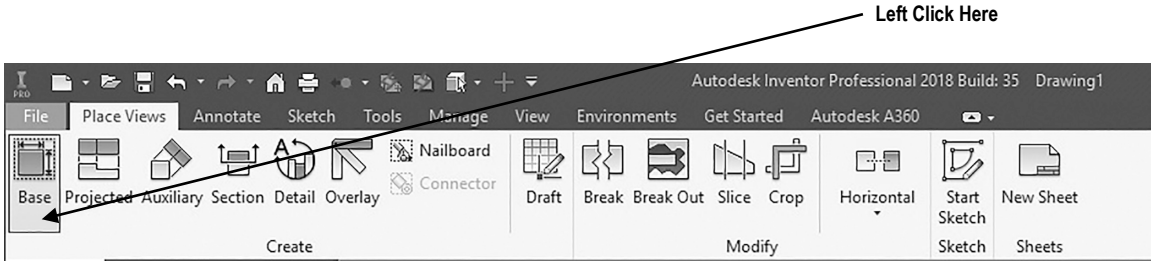 Left Click Here
I PRO Autodesk Inventor Professional 2018 Build: 35 Drawing1
File Place Views Annotate Sketch Tools Manage View Environments Get Started Autodesk A360
Nailboard
Connector
Base Projected Auxiliary Section Detail Overlay Draft Break Break Out Slice Crop Horizontal Start Sketch New Sheet
Create Modify Sketch Sheets